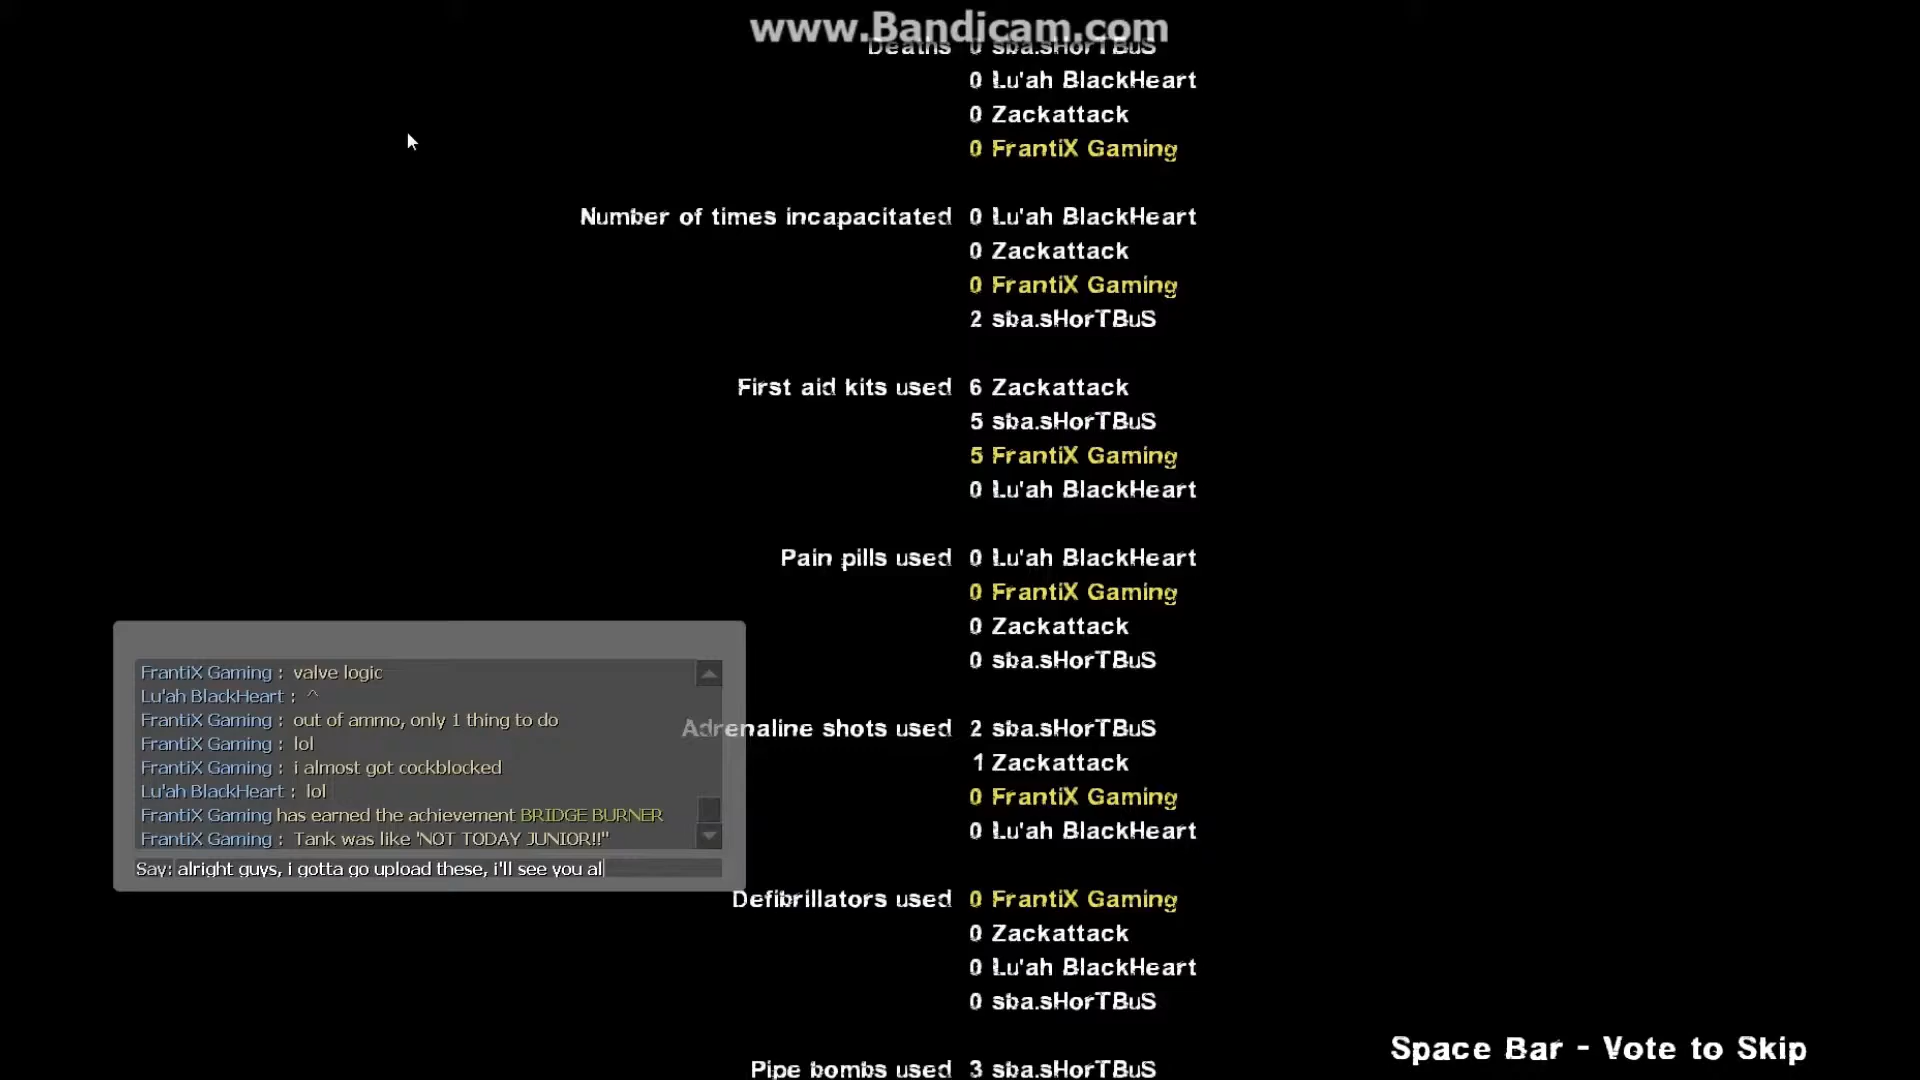 www.Bandicam.com
Deaths 0 sba.sHorTBuS
0 Lu'ah BlackHeart
0 Zackattack
0 FrantiX Gaming
Number of times incapacitated 0 Lu'ah BlackHeart
0 Zackattack
0 FrantiX Gaming
2 sba.sHorTBuS
First aid kits used 6 Zackattack
5 sba.sHorTBuS
5 FrantiX Gaming
0 Lu'ah BlackHeart
Pain pills used 0 Lu'ah BlackHeart
0 FrantiX Gaming
0 Zackattack
0 sba.sHorTBuS
Adrenaline shots used 2 sba.sHorTBuS
1 Zackattack
0 FrantiX Gaming
0 Lu'ah BlackHeart
Defibrillators used 0 FrantiX Gaming
0 Zackattack
0 Lu'ah BlackHeart
0 sba.sHorTBuS
Pipe bombs used 3 sba.sHorTBuS
FrantiX Gaming : valve logic
Lu'ah BlackHeart : ^
FrantiX Gaming : out of ammo, only 1 thing to do
FrantiX Gaming : lol
FrantiX Gaming : i almost got cockblocked
Lu'ah BlackHeart : lol
FrantiX Gaming has earned the achievement BRIDGE BURNER
FrantiX Gaming : Tank was like 'NOT TODAY JUNIOR!!"
Say: alright guys, i gotta go upload these, i'll see you al
Space Bar - Vote to Skip